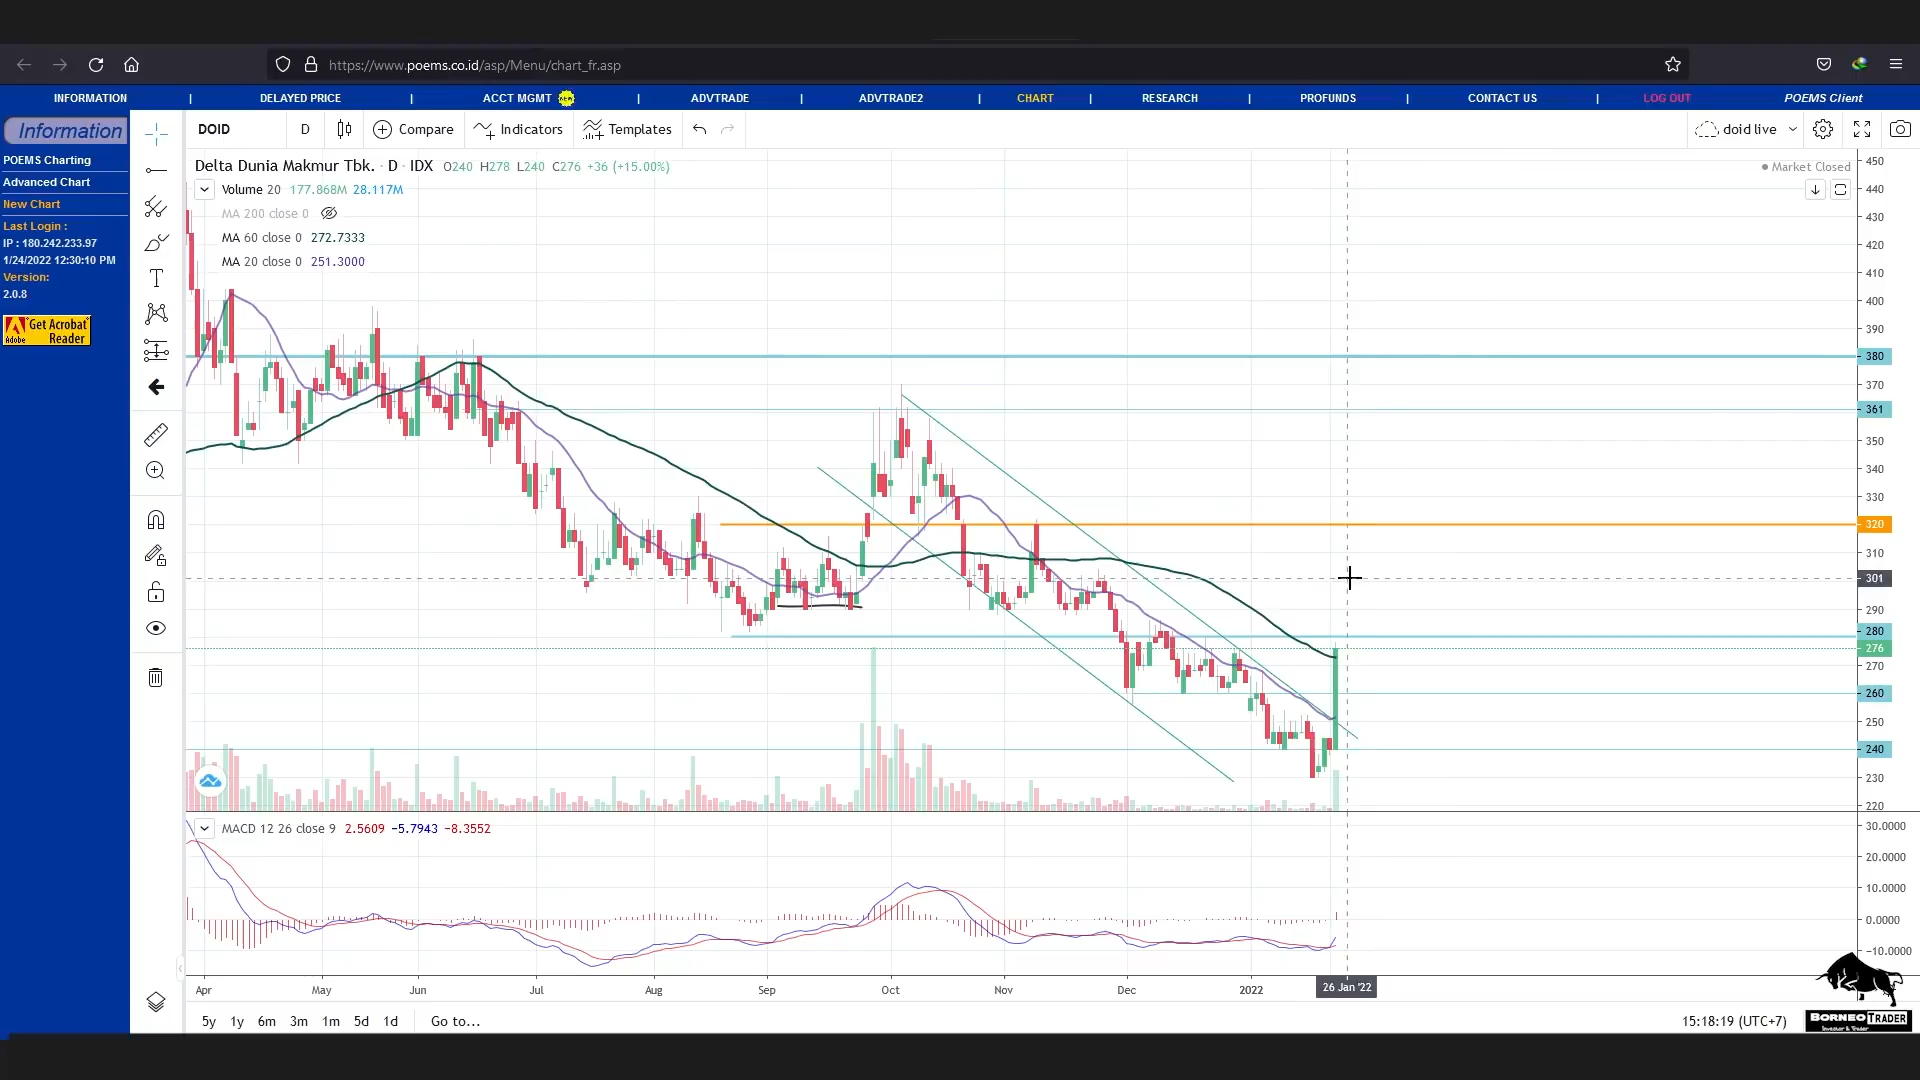 https://www.poems.co.id/asp/Menu/chart_fr.asp
INFORMATION | DELAYED PRICE | ACCT MGMT | ADVTRADE | ADVTRADE2 | CHART | RESEARCH | PROFUNDS | CONTACT US | LOG OUT POEMS Client
Information
POEMS Charting
Advanced Chart
New Chart
Last Login :
IP : 180.242.233.97
1/24/2022 12:30:10 PM
Version:
2.0.8
Get Acrobat
Adobe Reader
DOID D Compare Indicators Templates doid live
Delta Dunia Makmur Tbk. · D · IDX O240 H278 L240 C276 +36 (+15.00%)
Market Closed
Volume 20 177.868M 28.117M
MA 200 close 0
MA 60 close 0 272.7333
MA 20 close 0 251.3000
450
440
430
420
410
400
390
380
370
361
350
340
330
320
310
301
290
280
276
270
260
250
240
230
220
MACD 12 26 close 9 2.5609 −5.7943 −8.3552
30.0000
20.0000
10.0000
0.0000
−10.0000
Apr May Jun Jul Aug Sep Oct Nov Dec 2022 26 Jan '22
5y 1y 6m 3m 1m 5d 1d Go to...
15:18:19 (UTC+7)
BORNEO TRADER
Investor & Trader